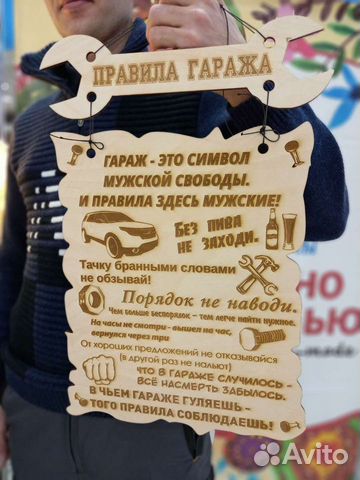 ПРАВИЛА ГАРАЖА
ГАРАЖ - ЭТО СИМВОЛ
МУЖСКОЙ СВОБОДЫ.
И ПРАВИЛА ЗДЕСЬ МУЖСКИЕ!
БЕЗ ПИВА
НЕ ЗАХОДИ.
Тачку бранными словами
не обзывай!
Порядок не наводи.
Чем больше беспорядок – тем легче найти нужное.
На часы не смотри - вышел на час,
вернулся через три
От хороших предложений не отказывайся
(в другой раз не нальют)
ЧТО В ГАРАЖЕ СЛУЧИЛОСЬ -
ВСЁ НАСМЕРТЬ ЗАБЫЛОСЬ.
В ЧЬЕМ ГАРАЖЕ ГУЛЯЕШЬ -
ТОГО ПРАВИЛА СОБЛЮДАЕШЬ!
НО
ЬЮ
Avito